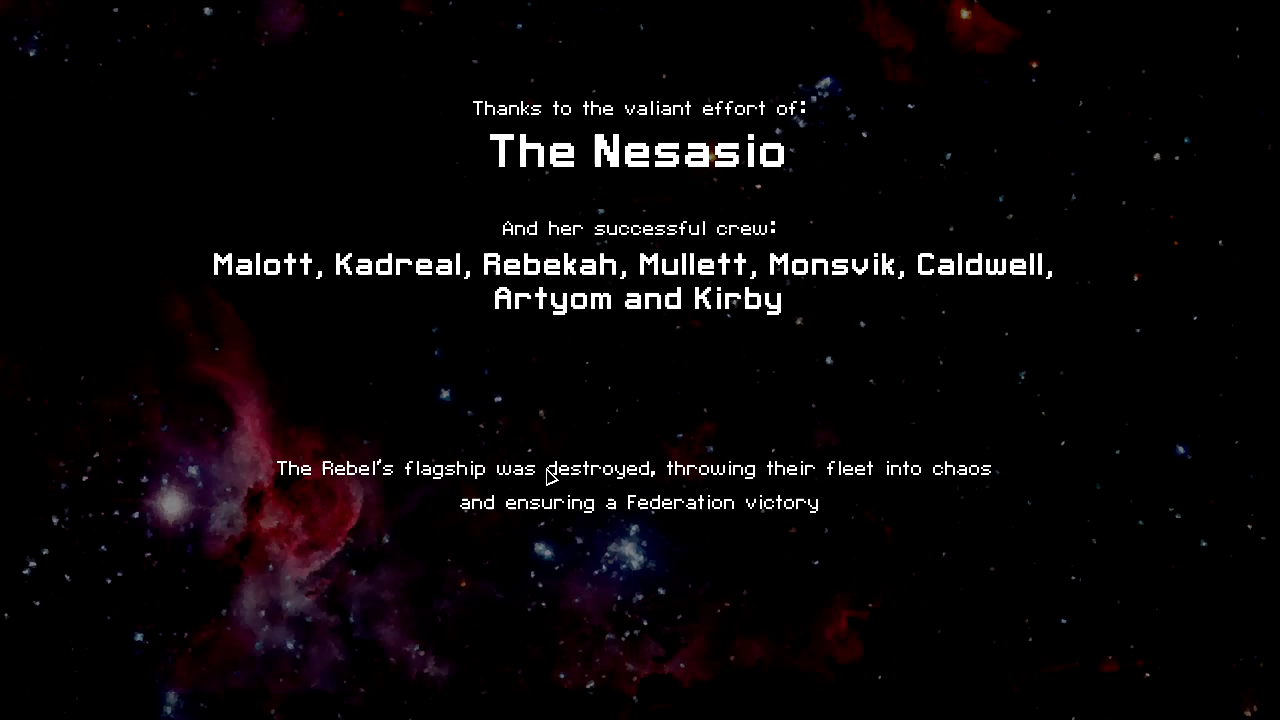 Thanks to the valiant effort of:
The Nesasio
And her successful crew:
Malott, Kadreal, Rebekah, Mullett, Monsvik, Caldwell,
Artyom and Kirby
The Rebel's flagship was destroyed, throwing their fleet into chaos
and ensuring a Federation victory